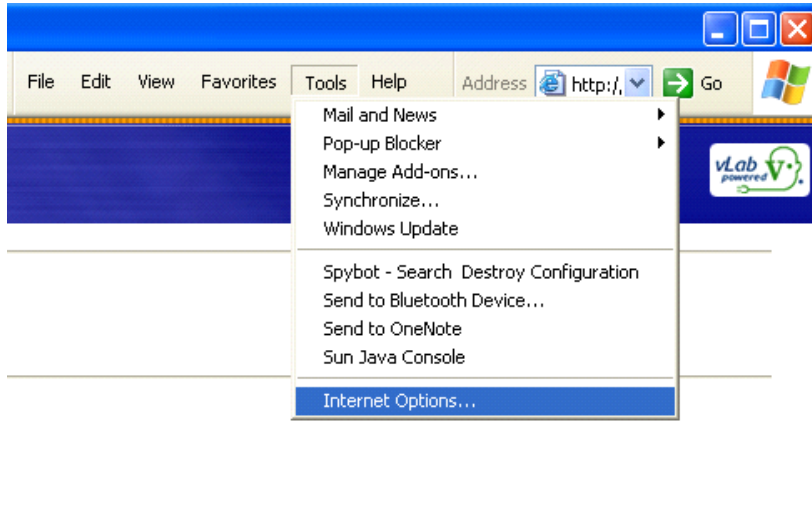 File Edit View Favorites Tools Help Address http:/, Go
Mail and News
Pop-up Blocker
Manage Add-ons...
Synchronize...
Windows Update
vLab
powered
V
Spybot - Search  Destroy Configuration
Send to Bluetooth Device...
Send to OneNote
Sun Java Console
Internet Options...